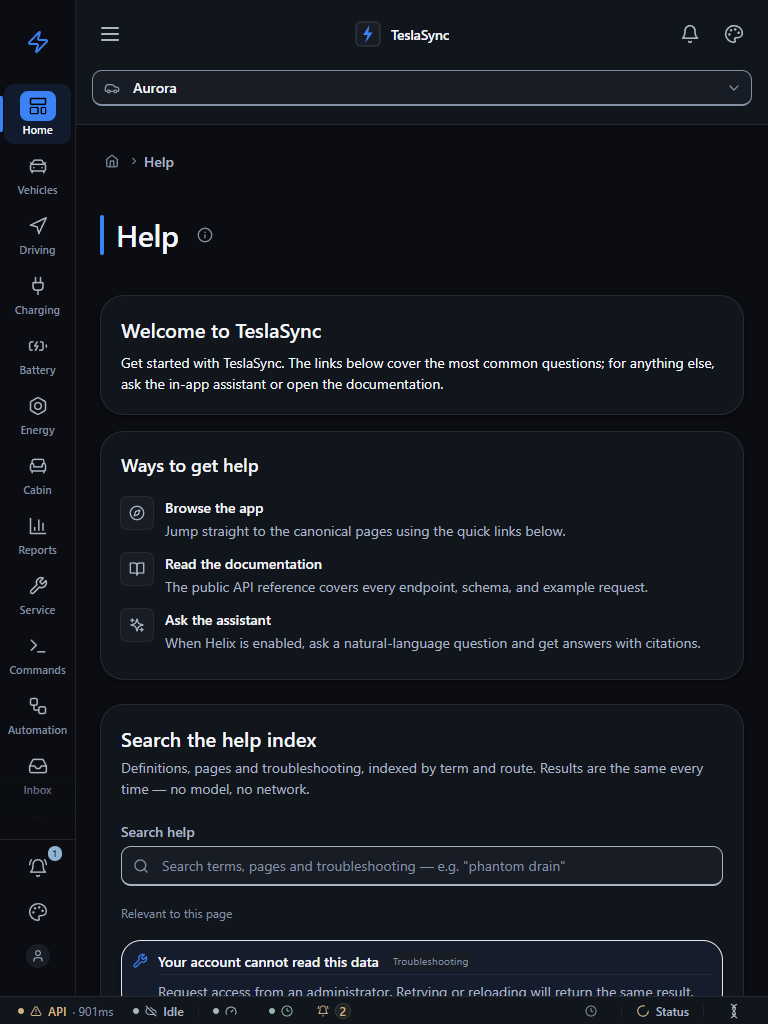 TeslaSync
Aurora
Home
Vehicles
Driving
Charging
Battery
Energy
Cabin
Reports
Service
Commands
Automation
Inbox
1
Help
Help
Welcome to TeslaSync
Get started with TeslaSync. The links below cover the most common questions; for anything else,
ask the in-app assistant or open the documentation.
Ways to get help
Browse the app
Jump straight to the canonical pages using the quick links below.
Read the documentation
The public API reference covers every endpoint, schema, and example request.
Ask the assistant
When Helix is enabled, ask a natural-language question and get answers with citations.
Search the help index
Definitions, pages and troubleshooting, indexed by term and route. Results are the same every
time — no model, no network.
Search help
Search terms, pages and troubleshooting — e.g. "phantom drain"
Relevant to this page
Your account cannot read this data Troubleshooting
Request access from an administrator. Retrying or reloading will return the same result.
API · 901ms Idle 2 Status